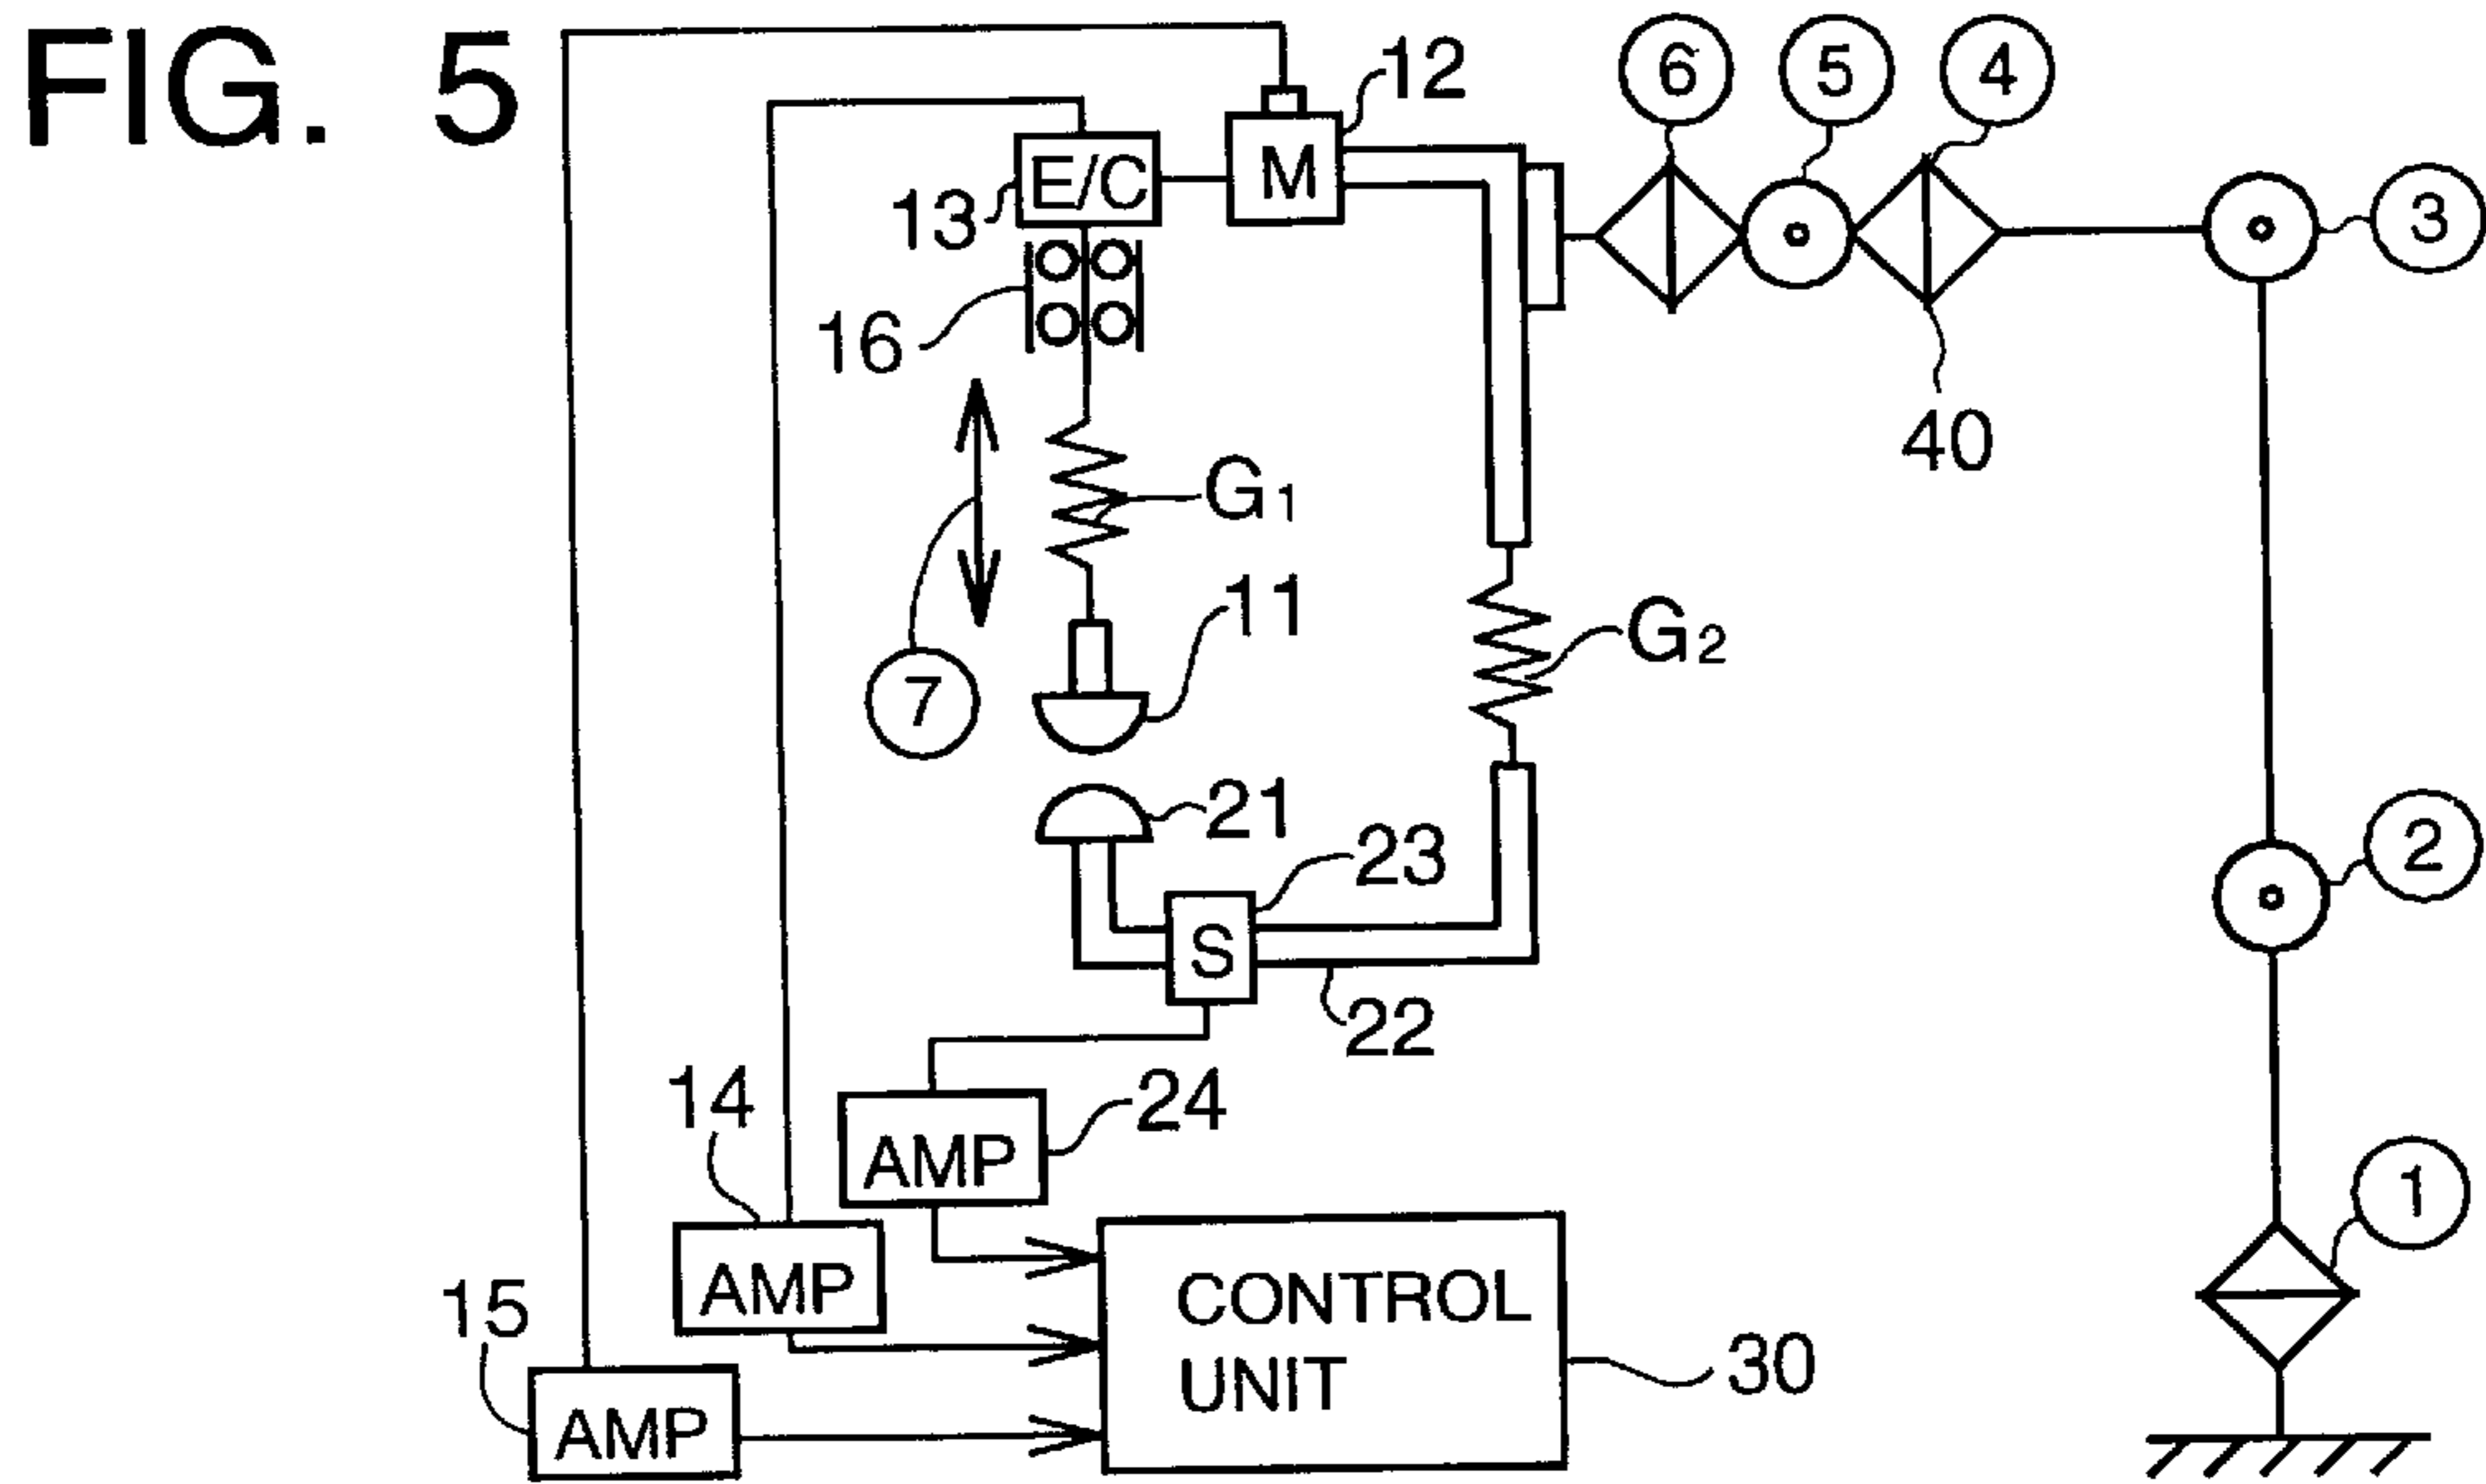 FIG. 5
12
⑥ ⑤ ④
E/C
M
13
③
16
40
G1
11
G2
⑦
21
23
②
S
22
14
24
AMP
①
AMP
15
CONTROL
UNIT
30
AMP